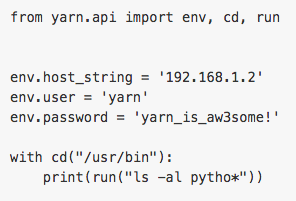 from yarn.api import env, cd, run
env.host_string = '192.168.1.2'
env.user = 'yarn'
env.password = 'yarn_is_aw3some!'
with cd("/usr/bin"):
    print(run("ls -al pytho*"))